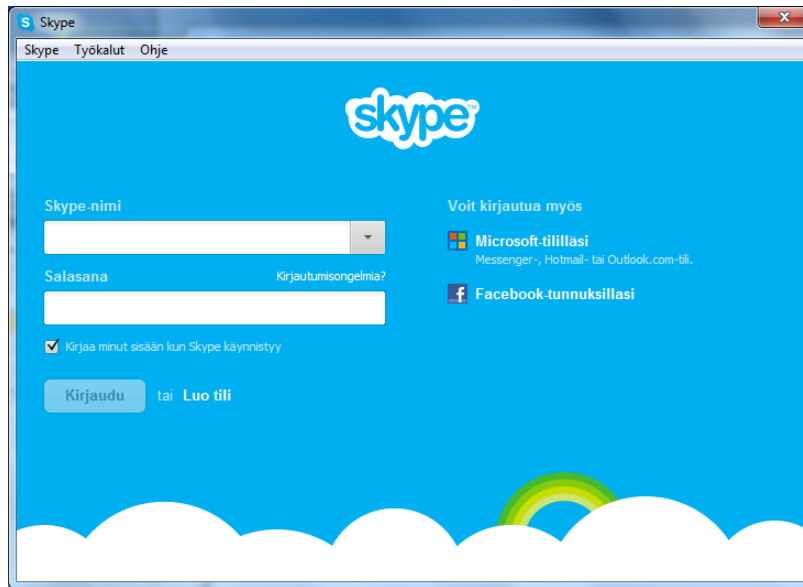 Skype
Skype Työkalut Ohje
skype™
Skype-nimi
Salasana Kirjautumisongelmia?
Kirjaa minut sisään kun Skype käynnistyy
Kirjaudu tai Luo tili
Voit kirjautua myös
Microsoft-tililläsi
Messenger-, Hotmail- tai Outlook.com-tili.
Facebook-tunnuksillasi